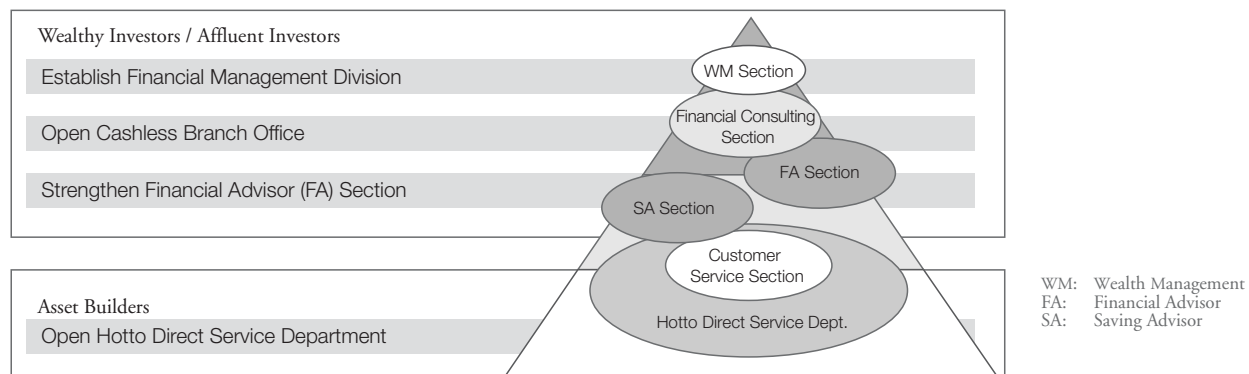 Wealthy Investors / Affluent Investors
Establish Financial Management Division
Open Cashless Branch Office
Strengthen Financial Advisor (FA) Section
WM Section
Financial Consulting
Section
FA Section
SA Section
Customer
Service Section
Hotto Direct Service Dept.
Asset Builders
Open Hotto Direct Service Department
WM: Wealth Management
FA: Financial Advisor
SA: Saving Advisor